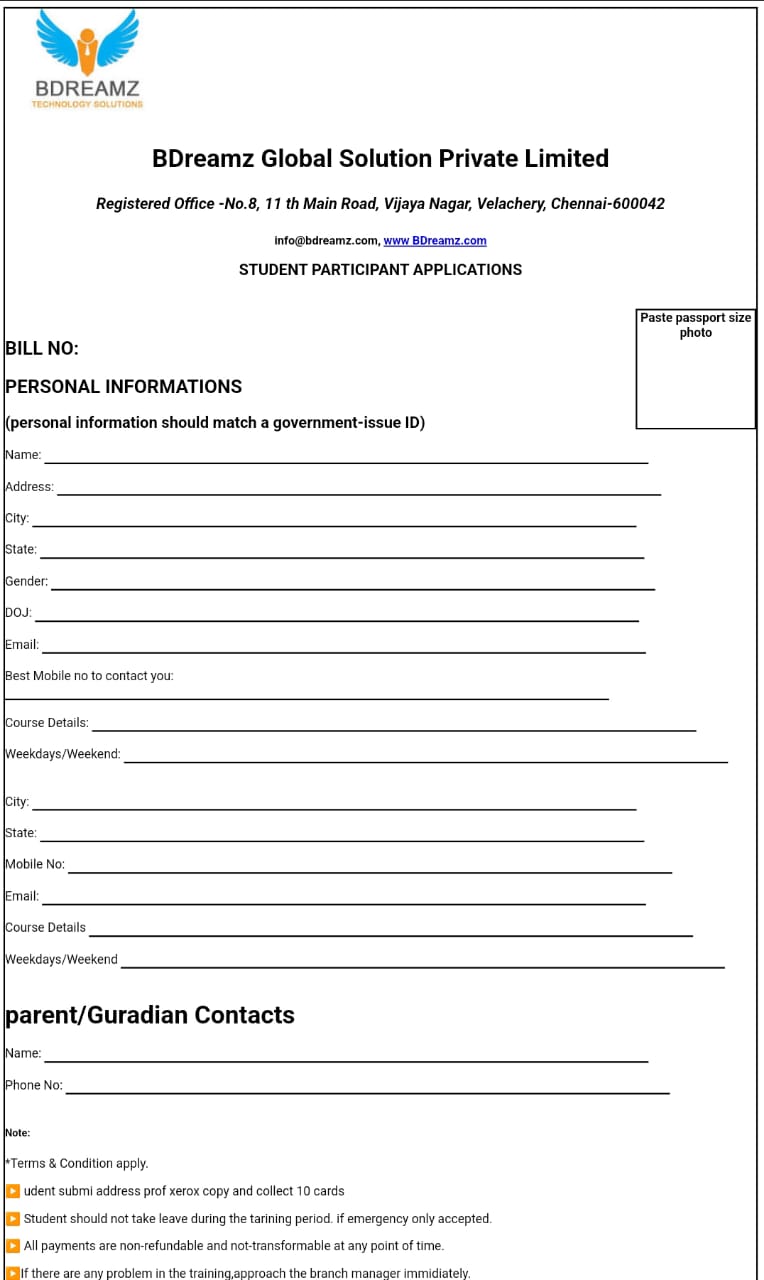 BDREAMZ
TECHNOLOGY SOLUTIONS
BDreamz Global Solution Private Limited
Registered Office -No.8, 11 th Main Road, Vijaya Nagar, Velachery, Chennai-600042
info@bdreamz.com, www BDreamz.com
STUDENT PARTICIPANT APPLICATIONS
Paste passport size
photo
BILL NO:
PERSONAL INFORMATIONS
(personal information should match a government-issue ID)
Name:
Address:
City:
State:
Gender:
DOJ:
Email:
Best Mobile no to contact you:
Course Details:
Weekdays/Weekend:
City:
State:
Mobile No:
Email:
Course Details
Weekdays/Weekend
parent/Guradian Contacts
Name:
Phone No:
Note:
*Terms & Condition apply.
udent submi address prof xerox copy and collect 10 cards
Student should not take leave during the tarining period. if emergency only accepted.
All payments are non-refundable and not-transformable at any point of time.
If there are any problem in the training,approach the branch manager immidiately.